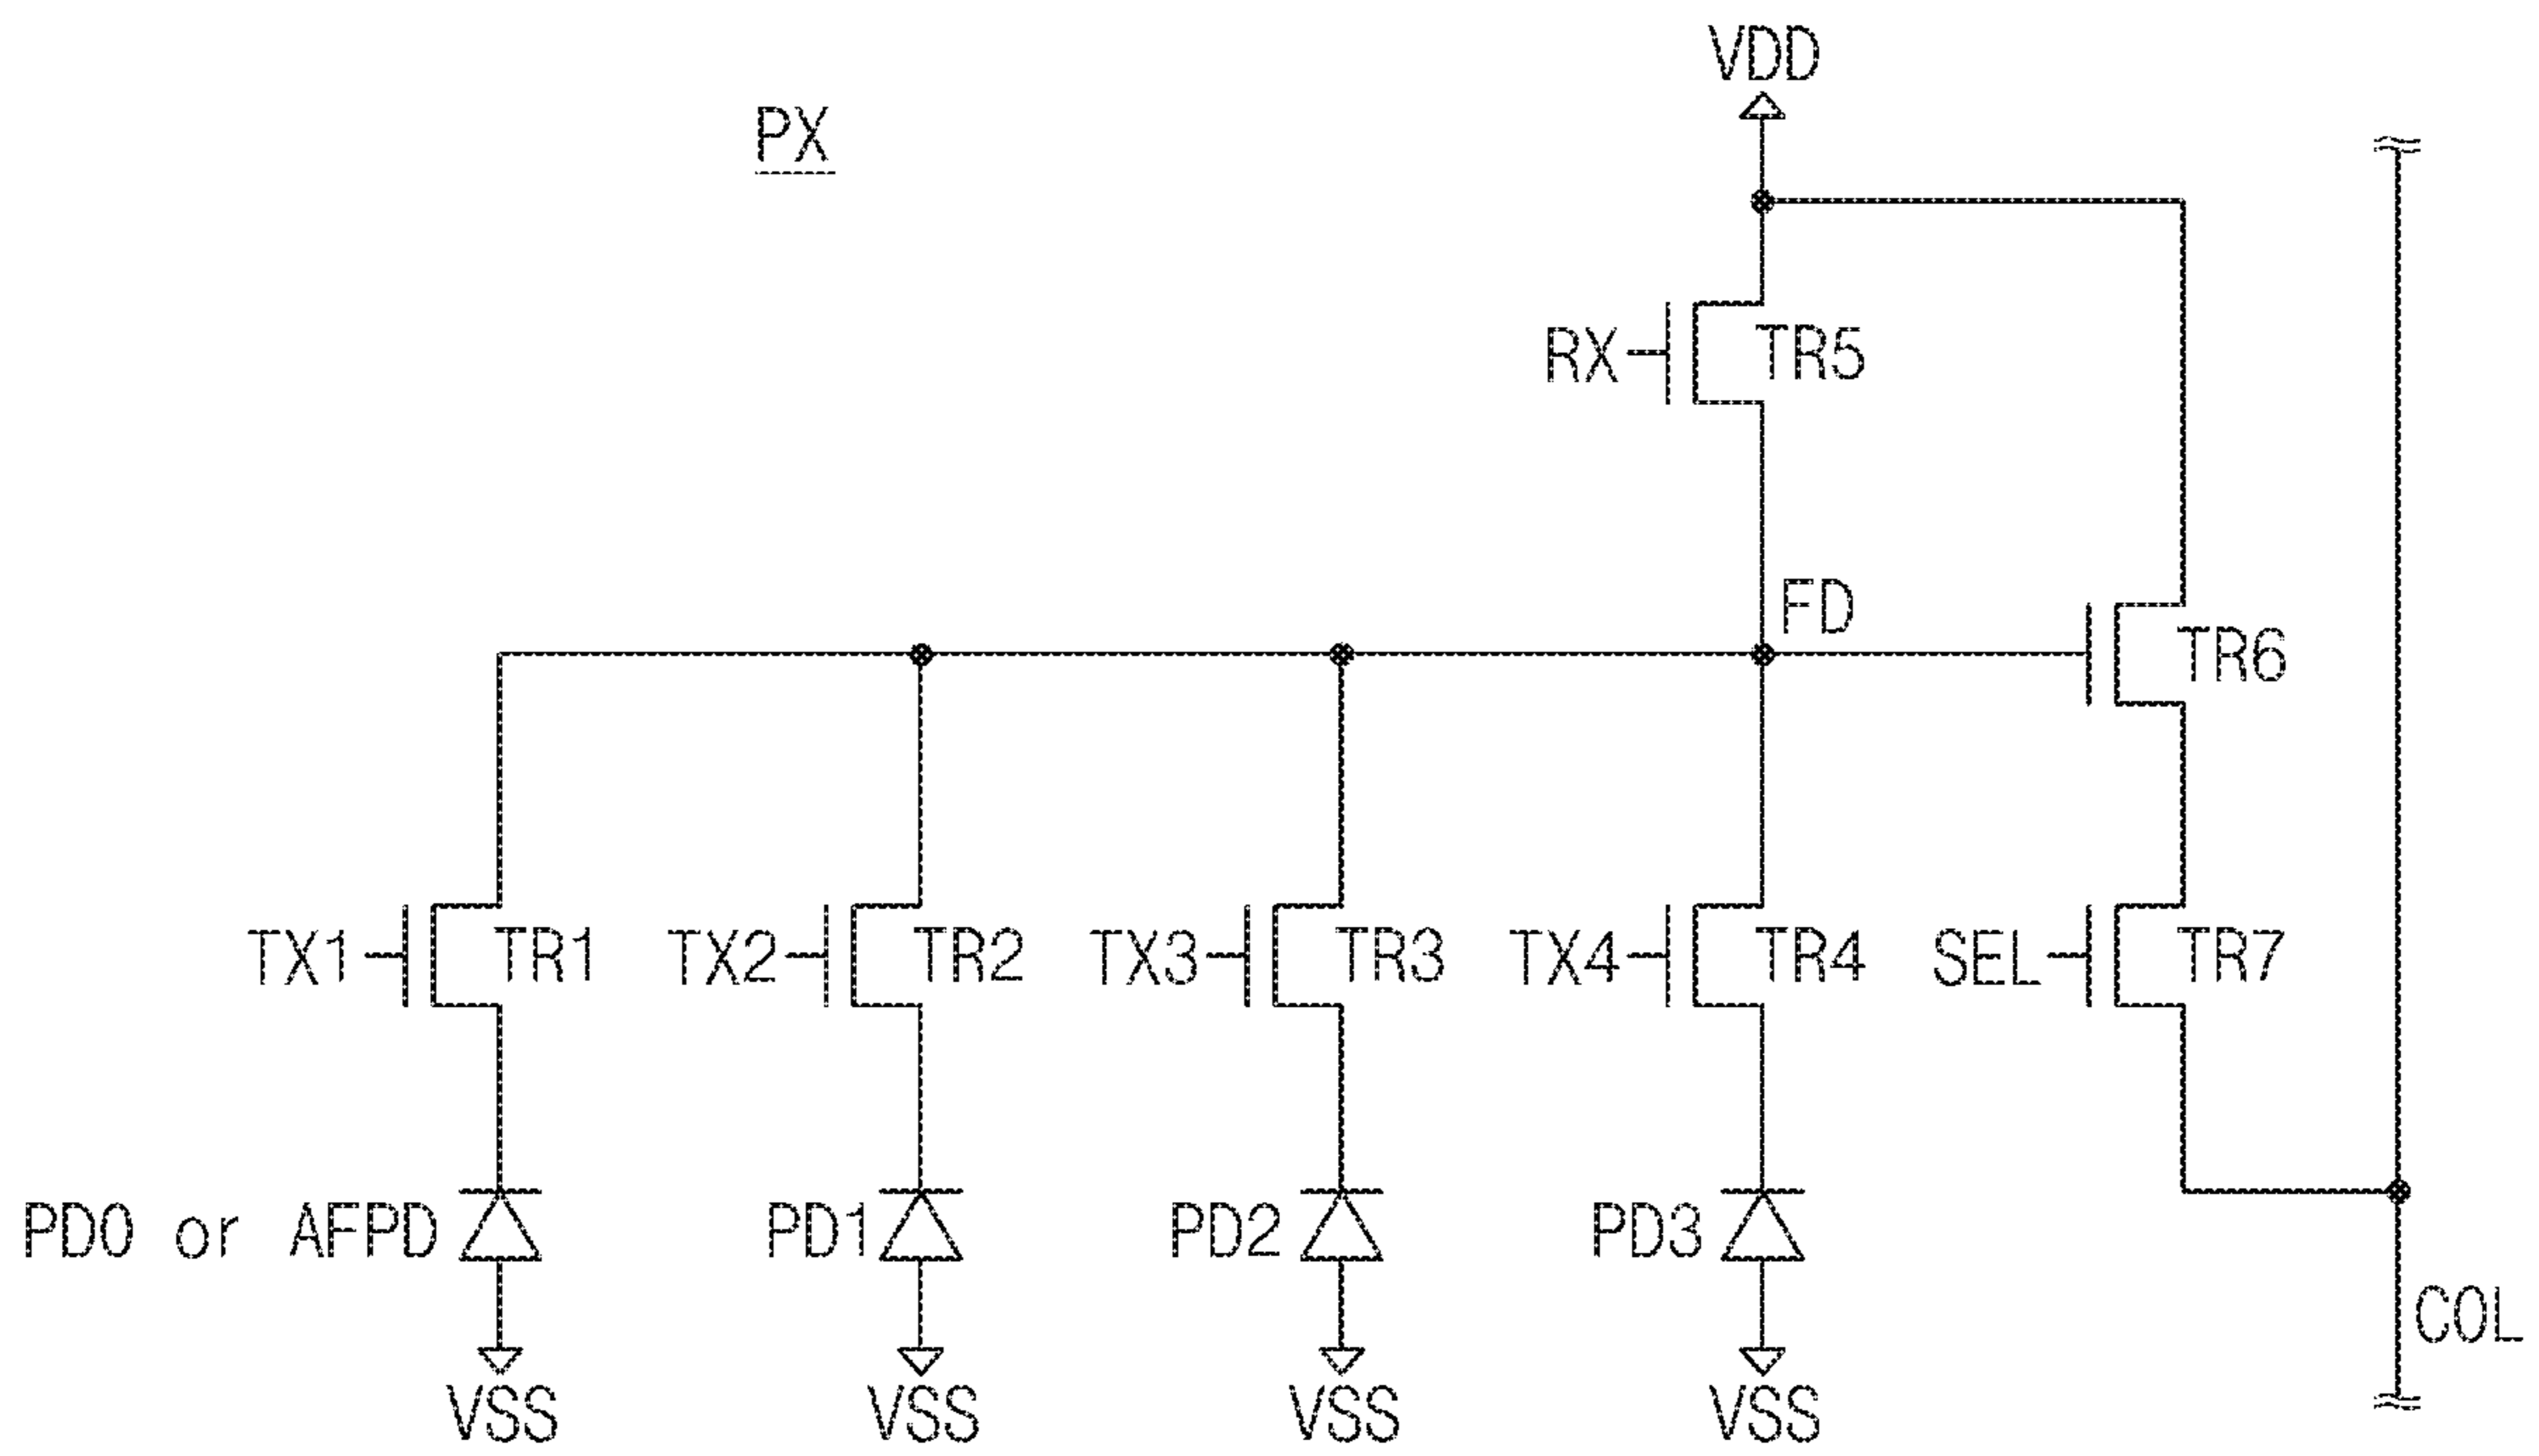 VDD
PX
RX TR5
FD
TR6
TX1 TR1 TX2 TR2 TX3 TR3 TX4 TR4 SEL TR7
PD0 or AFPD PD1 PD2 PD3
COL
VSS VSS VSS VSS